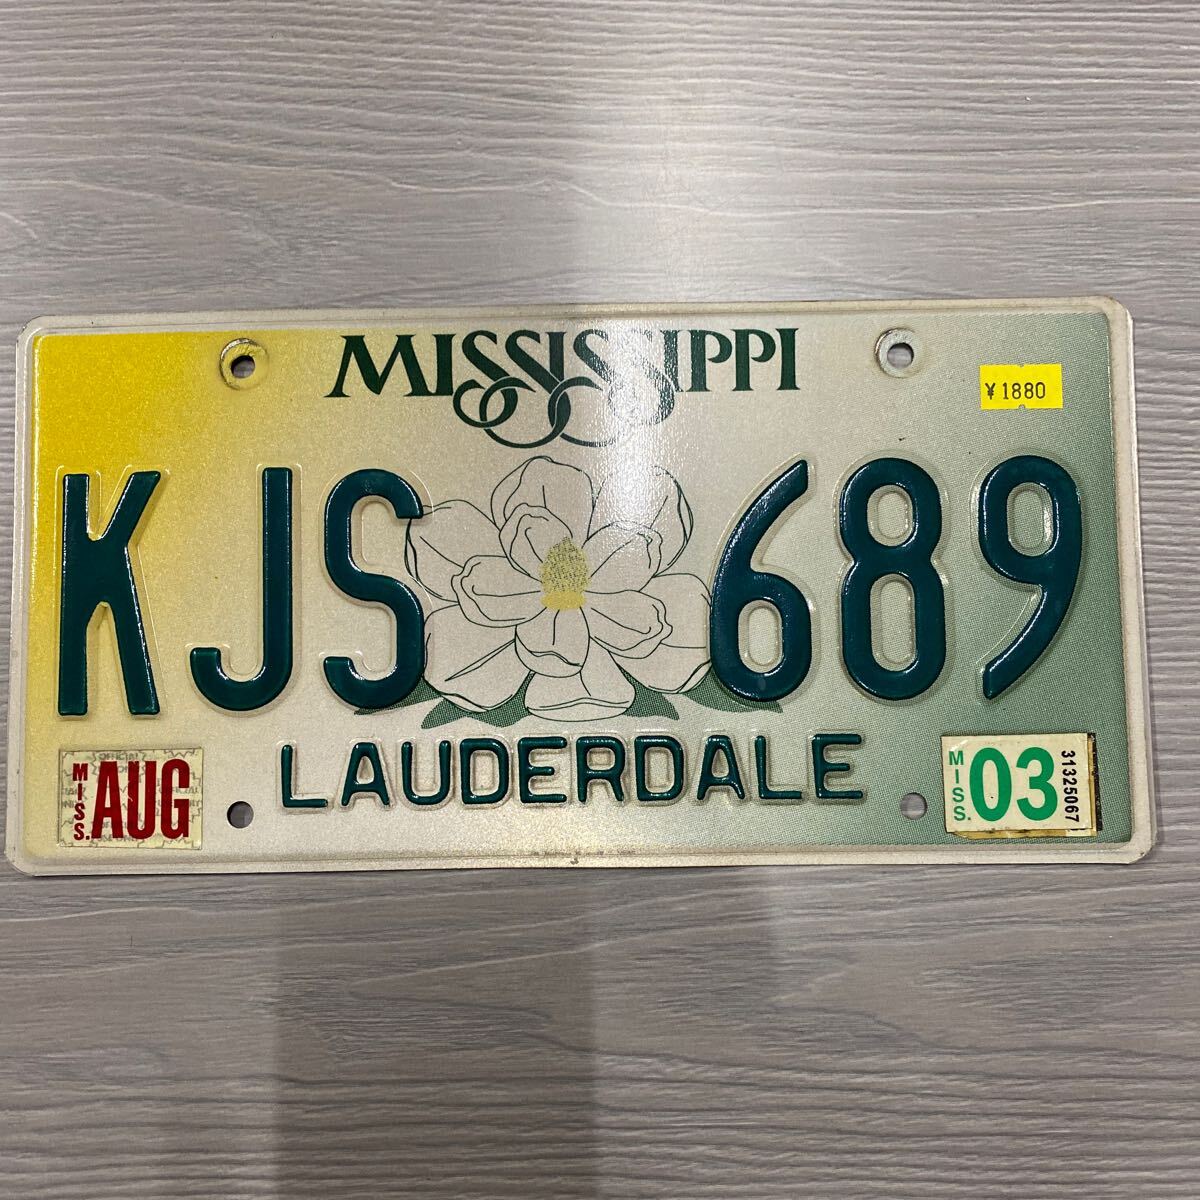 MISSISSIPPI
¥ 1880
KJS 689
LAUDERDALE
MISS. AUG
MISS. 03 31325067